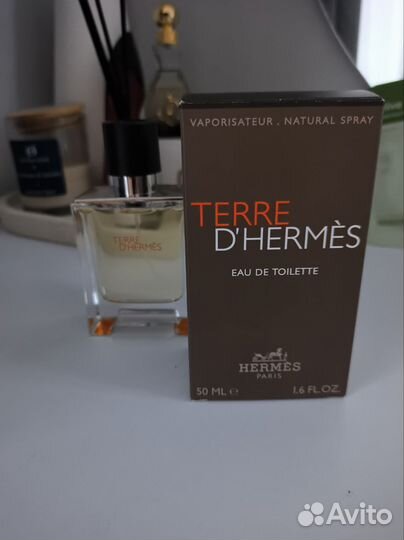 VAPORISATEUR . NATURAL SPRAY
TERRE
D'HERMÈS
EAU DE TOILETTE
HERMÈS
PARIS
50 ML ℮ 1.6 FL.OZ.
TERRE
D'HERMÈS
Avito